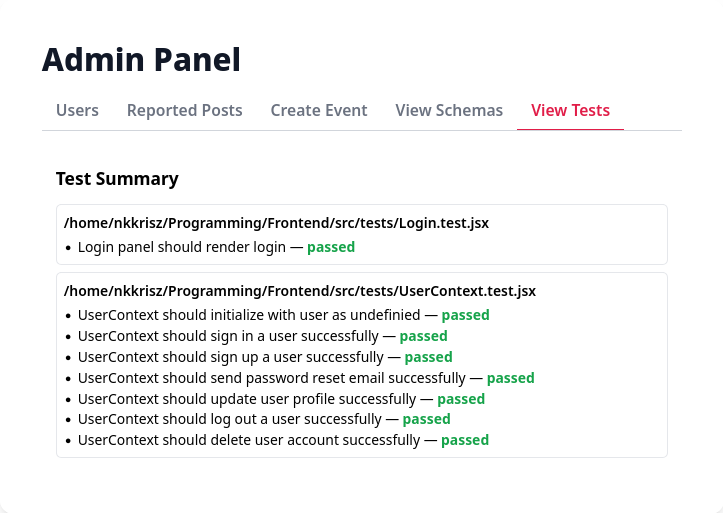 Admin Panel
Users Reported Posts Create Event View Schemas View Tests
Test Summary
/home/nkkrisz/Programming/Frontend/src/tests/Login.test.jsx
• Login panel should render login — passed
/home/nkkrisz/Programming/Frontend/src/tests/UserContext.test.jsx
• UserContext should initialize with user as undefinied — passed
• UserContext should sign in a user successfully — passed
• UserContext should sign up a user successfully — passed
• UserContext should send password reset email successfully — passed
• UserContext should update user profile successfully — passed
• UserContext should log out a user successfully — passed
• UserContext should delete user account successfully — passed